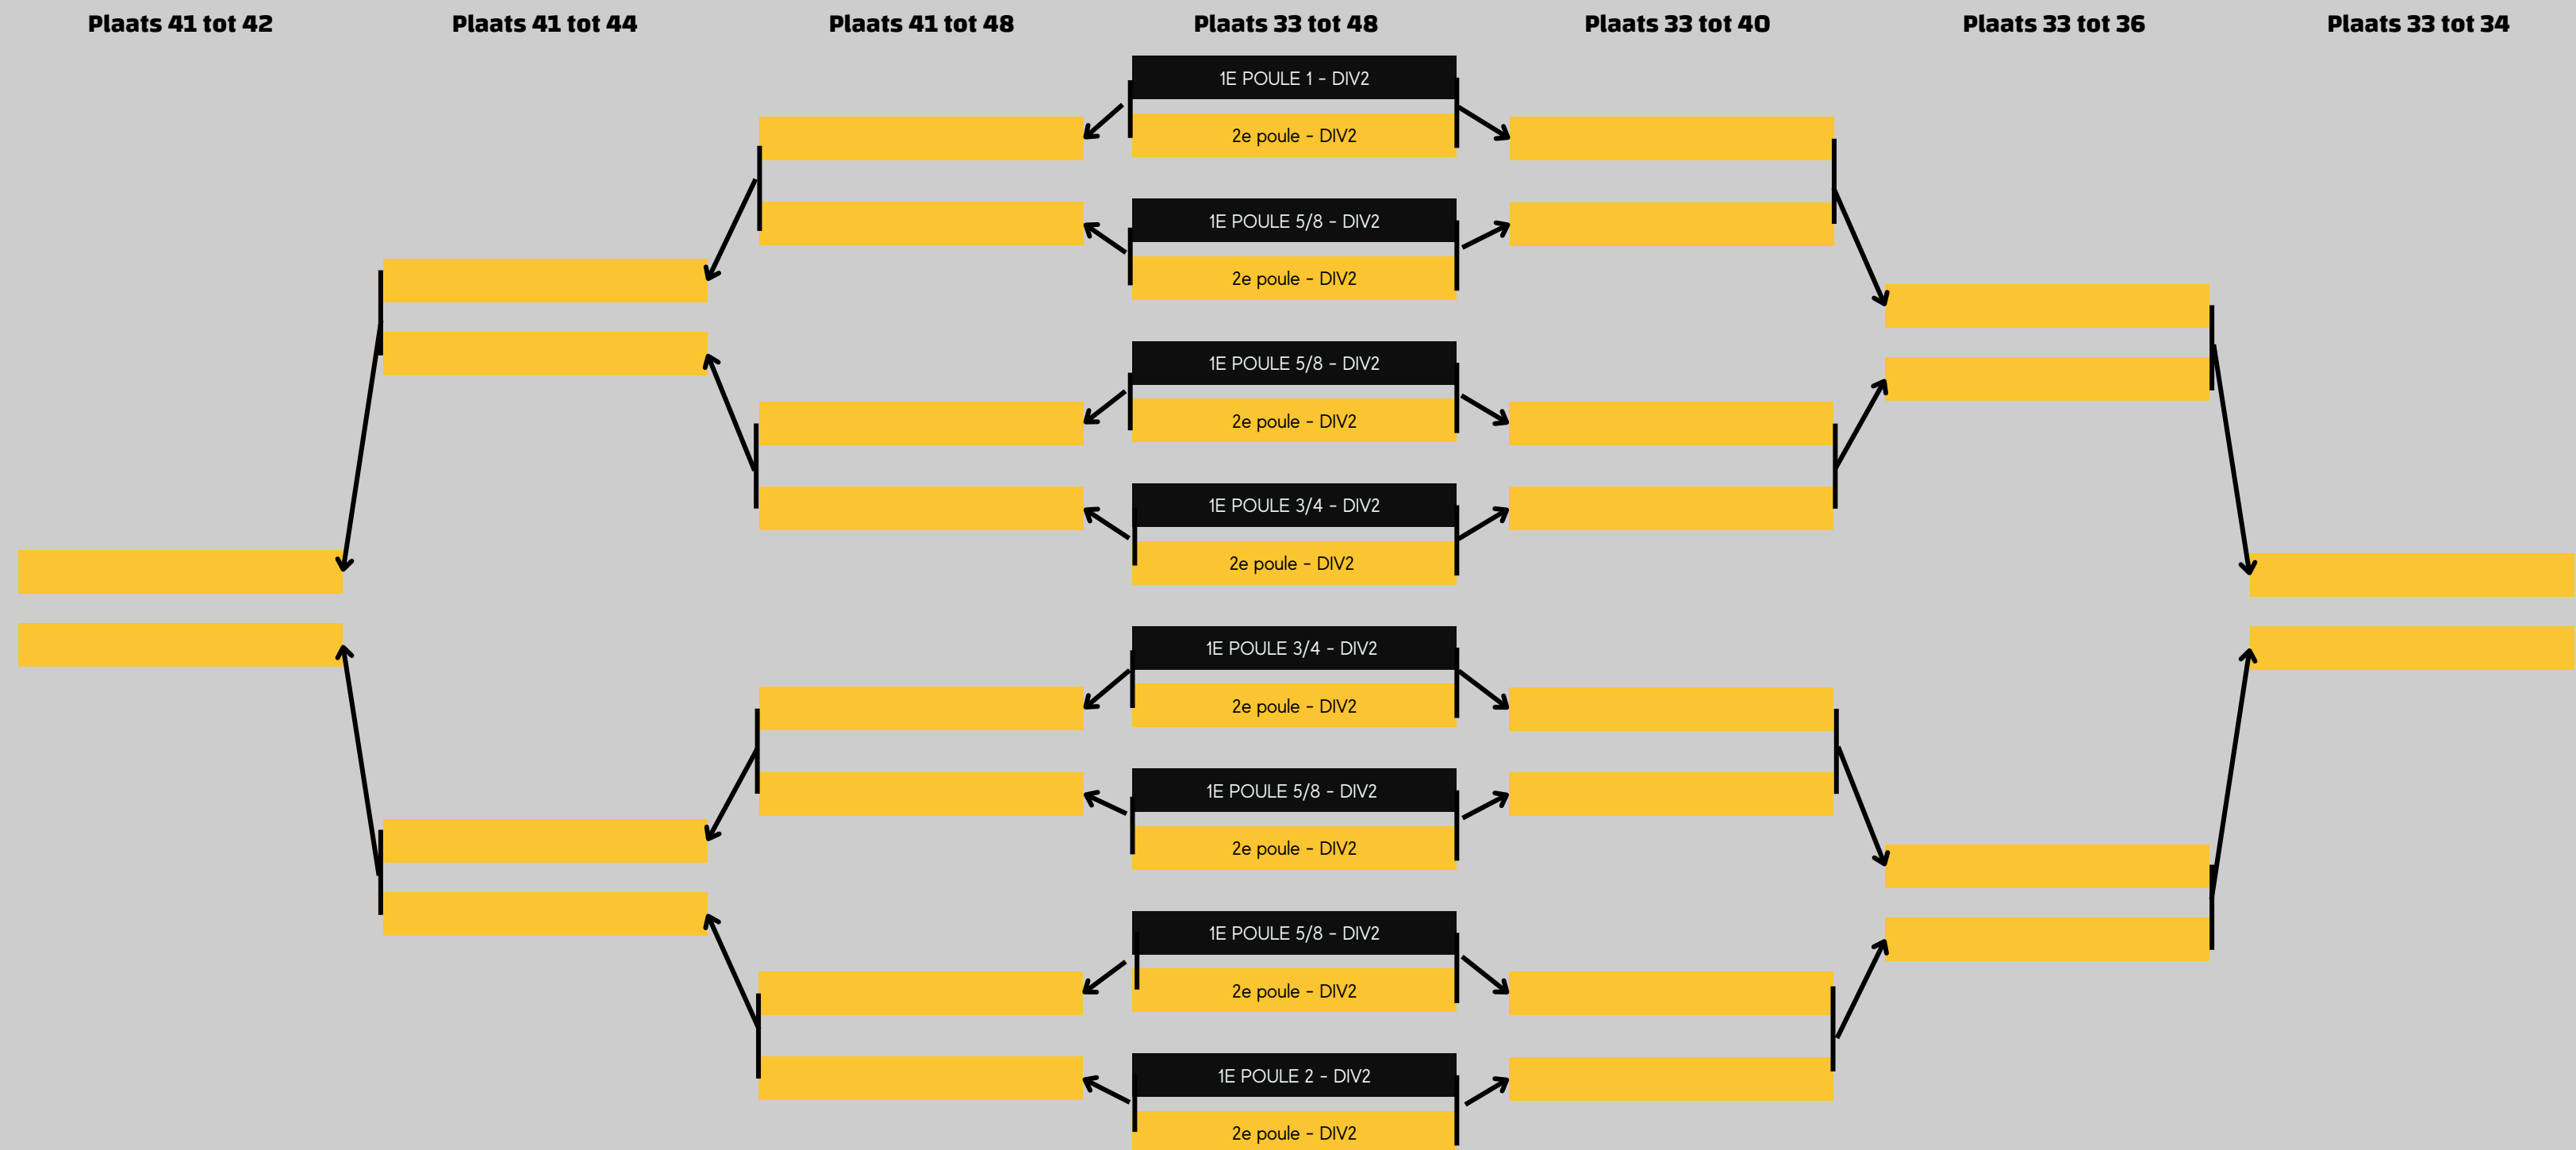 Plaats 41 tot 42
Plaats 41 tot 44
Plaats 41 tot 48
Plaats 33 tot 48
Plaats 33 tot 40
Plaats 33 tot 36
Plaats 33 tot 34
1E POULE 1 - DIV2
2e poule - DIV2
1E POULE 5/8 - DIV2
2e poule - DIV2
1E POULE 5/8 - DIV2
2e poule - DIV2
1E POULE 3/4 - DIV2
2e poule - DIV2
1E POULE 3/4 - DIV2
2e poule - DIV2
1E POULE 5/8 - DIV2
2e poule - DIV2
1E POULE 5/8 - DIV2
2e poule - DIV2
1E POULE 2 - DIV2
2e poule - DIV2